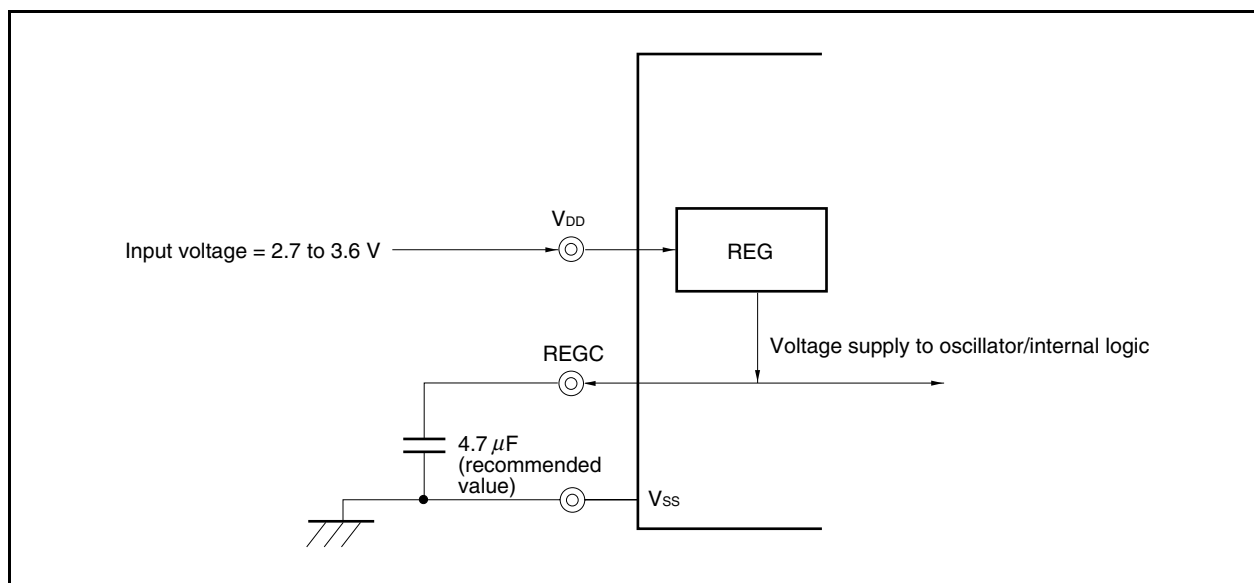 VDD
Input voltage = 2.7 to 3.6 V
REG
Voltage supply to oscillator/internal logic
REGC
4.7 μF
(recommended
value)
VSS